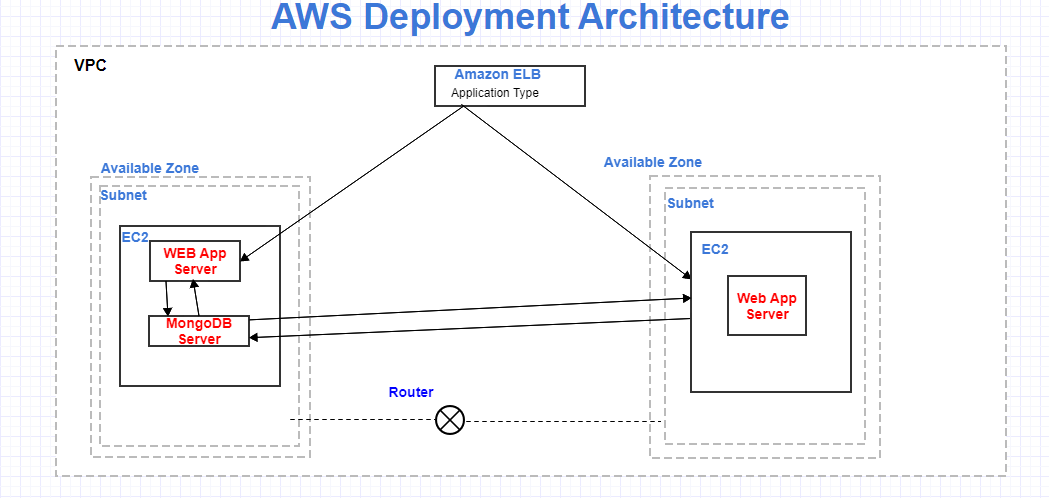 AWS Deployment Architecture
VPC
Amazon ELB
Application Type
Available Zone
Subnet
EC2
WEB App
Server
MongoDB
Server
Available Zone
Subnet
EC2
Web App
Server
Router